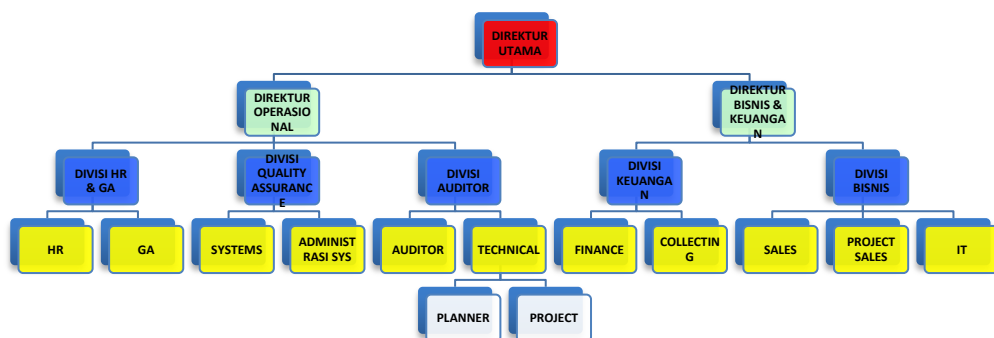 DIREKTUR
UTAMA
DIREKTUR
OPERASIO
NAL
DIREKTUR
BISNIS &
KEUANGA
N
DIVISI HR
& GA
DIVISI
QUALITY
ASSURANC
E
DIVISI
AUDITOR
DIVISI
KEUANGA
N
DIVISI
BISNIS
HR
GA
SYSTEMS
ADMINIST
RASI SYS
AUDITOR
TECHNICAL
FINANCE
COLLECTIN
G
SALES
PROJECT
SALES
IT
PLANNER
PROJECT